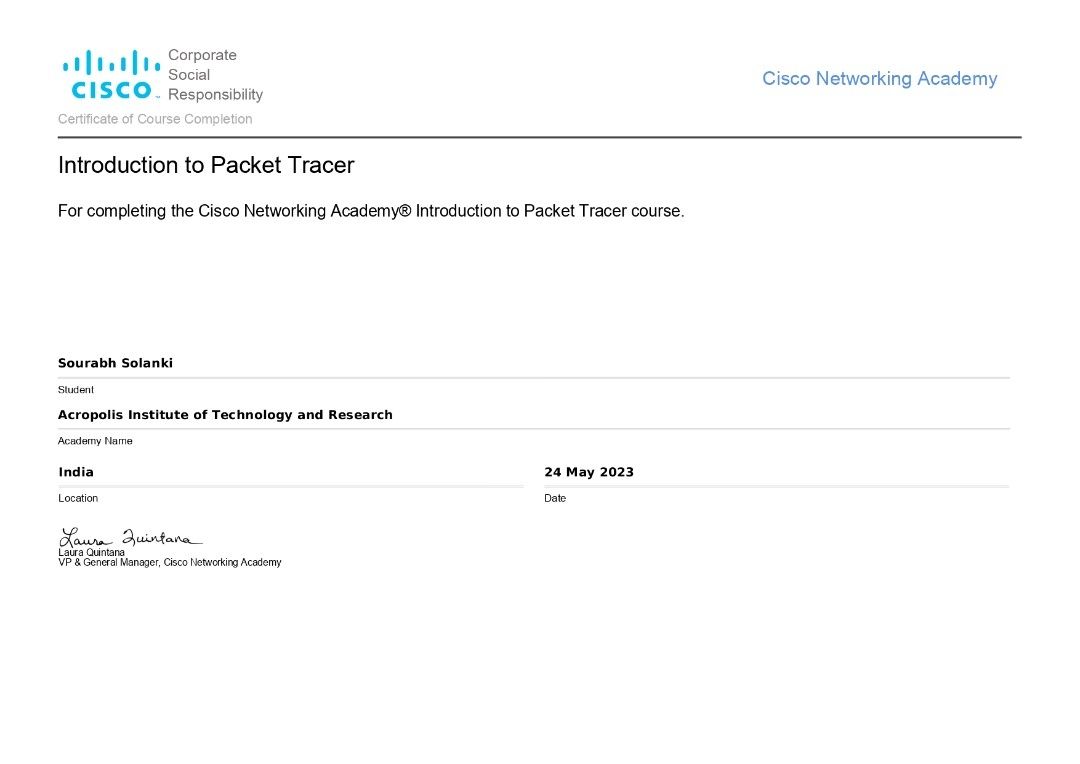 Corporate
Social
CISCO™ Responsibility
Cisco Networking Academy
Certificate of Course Completion
Introduction to Packet Tracer
For completing the Cisco Networking Academy® Introduction to Packet Tracer course.
Sourabh Solanki
Student
Acropolis Institute of Technology and Research
Academy Name
India
24 May 2023
Location
Date
Laura Quintana
Laura Quintana
VP & General Manager, Cisco Networking Academy